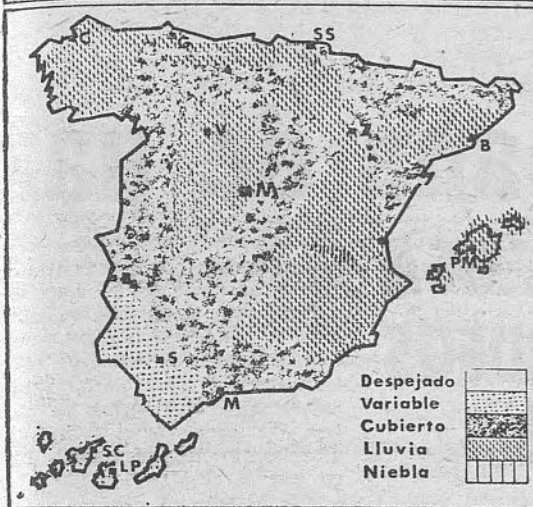 C
G
SS
V
Z
B
M
PM
S
M
SC
LP
Despejado
Variable
Cubierto
Lluvia
Niebla